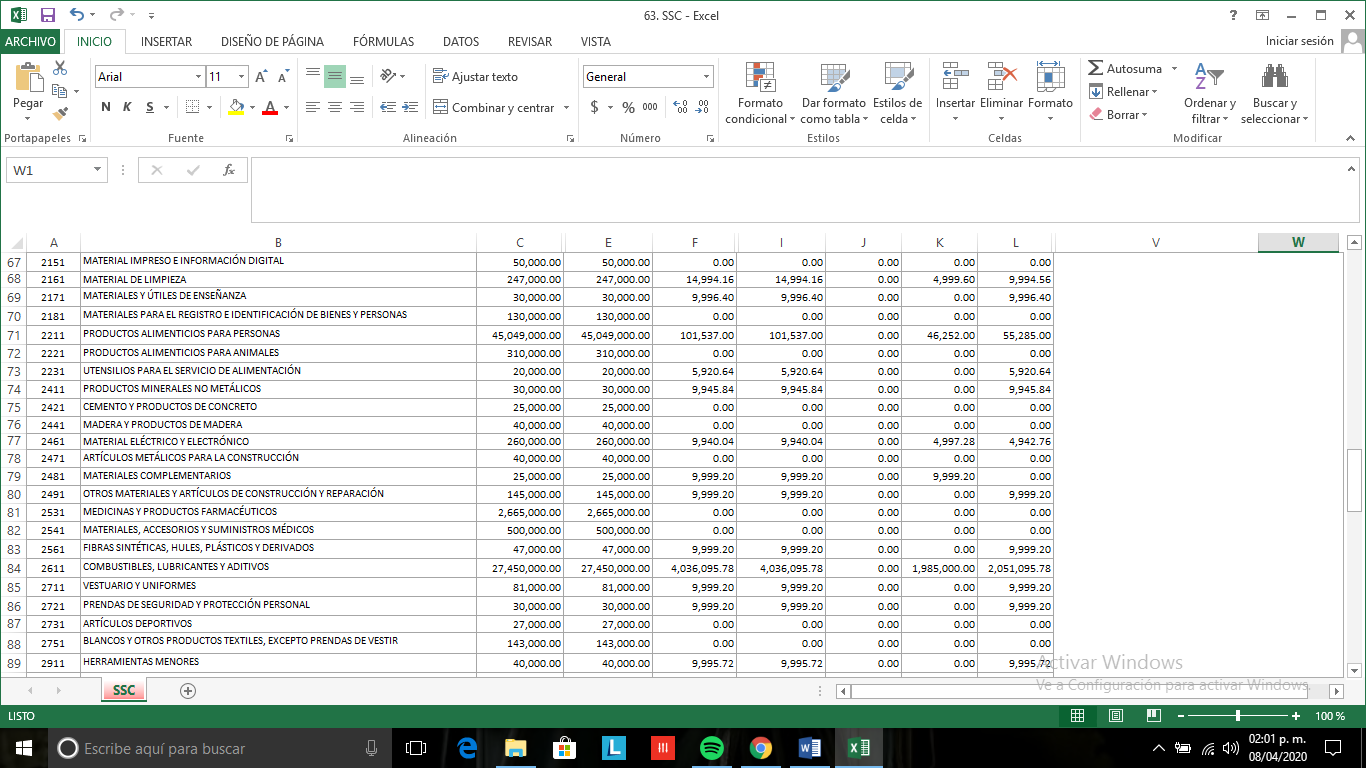 63. SSC - Excel
ARCHIVO INICIO INSERTAR DISEÑO DE PÁGINA FÓRMULAS DATOS REVISAR VISTA Iniciar sesión
Pegar
Arial 11
N K S
Ajustar texto
Combinar y centrar
General
$ % 000
Formato condicional
Dar formato como tabla
Estilos de celda
Insertar
Eliminar
Formato
Autosuma
Rellenar
Borrar
Ordenar y filtrar
Buscar y seleccionar
Portapapeles Fuente Alineación Número Estilos Celdas Modificar
W1 fx
A B C E F I J K L V W
67 2151 MATERIAL IMPRESO E INFORMACIÓN DIGITAL 50,000.00 50,000.00 0.00 0.00 0.00 0.00 0.00
68 2161 MATERIAL DE LIMPIEZA 247,000.00 247,000.00 14,994.16 14,994.16 0.00 4,999.60 9,994.56
69 2171 MATERIALES Y ÚTILES DE ENSEÑANZA 30,000.00 30,000.00 9,996.40 9,996.40 0.00 0.00 9,996.40
70 2181 MATERIALES PARA EL REGISTRO E IDENTIFICACIÓN DE BIENES Y PERSONAS 130,000.00 130,000.00 0.00 0.00 0.00 0.00 0.00
71 2211 PRODUCTOS ALIMENTICIOS PARA PERSONAS 45,049,000.00 45,049,000.00 101,537.00 101,537.00 0.00 46,252.00 55,285.00
72 2221 PRODUCTOS ALIMENTICIOS PARA ANIMALES 310,000.00 310,000.00 0.00 0.00 0.00 0.00 0.00
73 2231 UTENSILIOS PARA EL SERVICIO DE ALIMENTACIÓN 20,000.00 20,000.00 5,920.64 5,920.64 0.00 0.00 5,920.64
74 2411 PRODUCTOS MINERALES NO METÁLICOS 30,000.00 30,000.00 9,945.84 9,945.84 0.00 0.00 9,945.84
75 2421 CEMENTO Y PRODUCTOS DE CONCRETO 25,000.00 25,000.00 0.00 0.00 0.00 0.00 0.00
76 2441 MADERA Y PRODUCTOS DE MADERA 40,000.00 40,000.00 0.00 0.00 0.00 0.00 0.00
77 2461 MATERIAL ELÉCTRICO Y ELECTRÓNICO 260,000.00 260,000.00 9,940.04 9,940.04 0.00 4,997.28 4,942.76
78 2471 ARTÍCULOS METÁLICOS PARA LA CONSTRUCCIÓN 40,000.00 40,000.00 0.00 0.00 0.00 0.00 0.00
79 2481 MATERIALES COMPLEMENTARIOS 25,000.00 25,000.00 9,999.20 9,999.20 0.00 9,999.20 0.00
80 2491 OTROS MATERIALES Y ARTÍCULOS DE CONSTRUCCIÓN Y REPARACIÓN 145,000.00 145,000.00 9,999.20 9,999.20 0.00 0.00 9,999.20
81 2531 MEDICINAS Y PRODUCTOS FARMACÉUTICOS 2,665,000.00 2,665,000.00 0.00 0.00 0.00 0.00 0.00
82 2541 MATERIALES, ACCESORIOS Y SUMINISTROS MÉDICOS 500,000.00 500,000.00 0.00 0.00 0.00 0.00 0.00
83 2561 FIBRAS SINTÉTICAS, HULES, PLÁSTICOS Y DERIVADOS 47,000.00 47,000.00 9,999.20 9,999.20 0.00 0.00 9,999.20
84 2611 COMBUSTIBLES, LUBRICANTES Y ADITIVOS 27,450,000.00 27,450,000.00 4,036,095.78 4,036,095.78 0.00 1,985,000.00 2,051,095.78
85 2711 VESTUARIO Y UNIFORMES 81,000.00 81,000.00 9,999.20 9,999.20 0.00 0.00 9,999.20
86 2721 PRENDAS DE SEGURIDAD Y PROTECCIÓN PERSONAL 30,000.00 30,000.00 9,999.20 9,999.20 0.00 0.00 9,999.20
87 2731 ARTÍCULOS DEPORTIVOS 27,000.00 27,000.00 0.00 0.00 0.00 0.00 0.00
88 2751 BLANCOS Y OTROS PRODUCTOS TEXTILES, EXCEPTO PRENDAS DE VESTIR 143,000.00 143,000.00 0.00 0.00 0.00 0.00 0.00
89 2911 HERRAMIENTAS MENORES 40,000.00 40,000.00 9,995.72 9,995.72 0.00 0.00 9,995.72
Activar Windows
Ve a Configuración para activar Windows.
SSC
LISTO 100 %
Escribe aquí para buscar
02:01 p. m.
08/04/2020